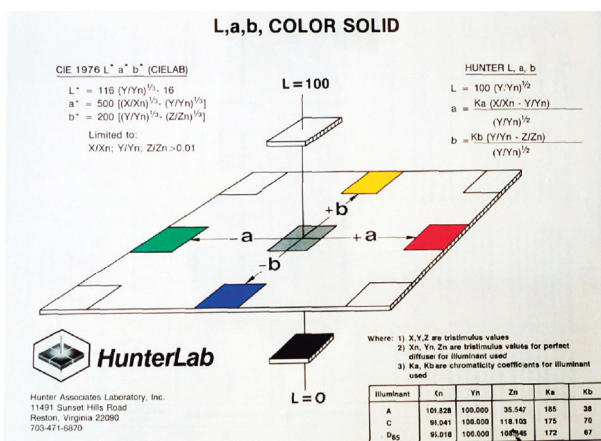 L,a,b, COLOR SOLID
CIE 1976 L* a* b* (CIELAB)
L* = 116 (Y/Yn)⅓- 16
a* = 500 [(X/Xn)⅓- (Y/Yn)⅓]
b* = 200 [(Y/Yn)⅓- (Z/Zn)⅓]
Limited to:
X/Xn; Y/Yn; Z/Zn>0.01
HUNTER L, a, b
L = 100 (Y/Yn)½
a = Ka (X/Xn - Y/Yn)
(Y/Yn)½
b = Kb (Y/Yn - Z/Zn)
(Y/Yn)½
L=100
+b
-a
+a
-b
L=O
HunterLab
Hunter Associates Laboratory, Inc.
11491 Sunset Hills Road
Reston, Virginia 22090
703-471-6870
Where: 1) X,Y,Z are tristimulus values
2) Xn, Yn, Zn are tristimulus values for perfect
diffuser for illuminant used
3) Ka, Kb are chromaticity coefficients for illuminant
used
Illuminant Xn Yn Zn Ka Kb
A 101.828 100.000 35.547 185 38
C 98.041 100.000 118.103 175 70
D65 95.018 100.000 172 67